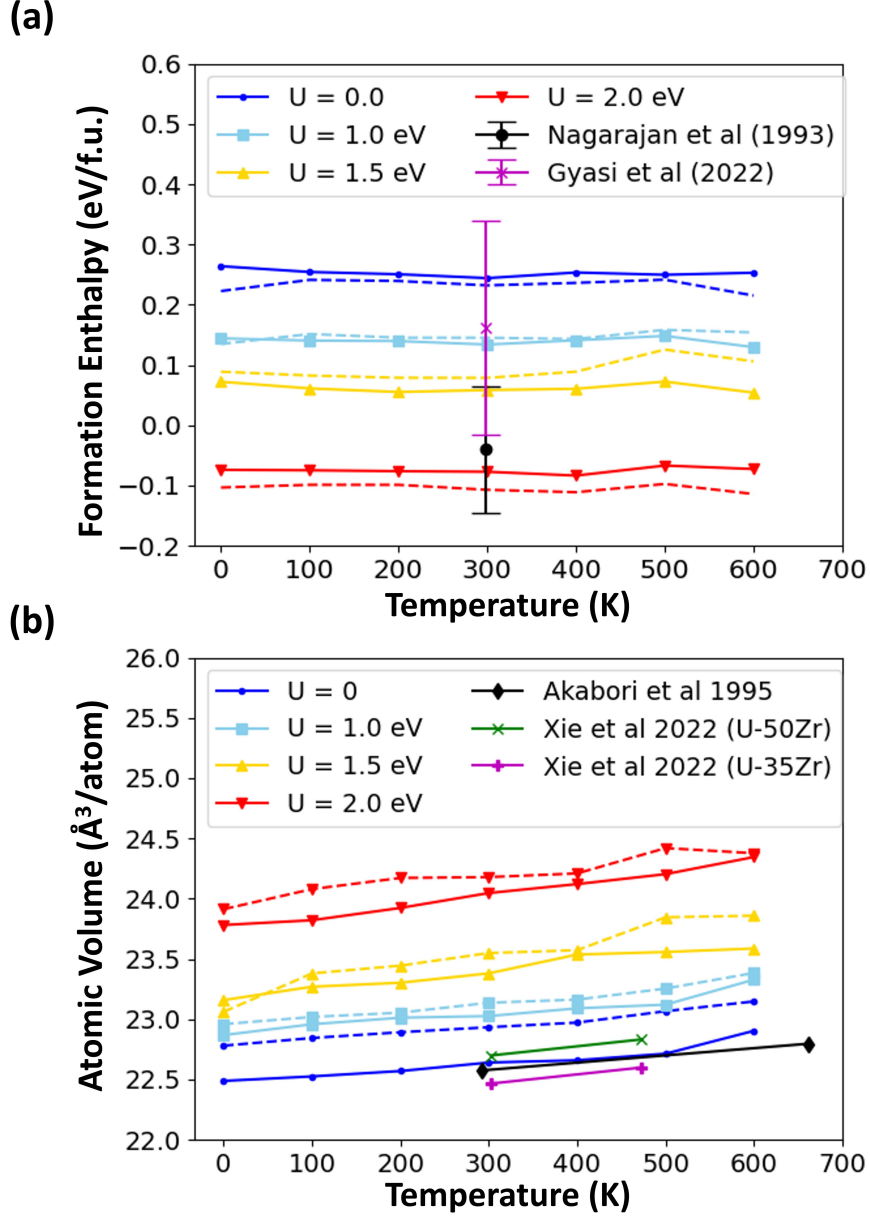 (a)
Formation Enthalpy (eV/f.u.)
0.6
0.5
0.4
0.3
0.2
0.1
0.0
−0.1
−0.2
U = 0.0
U = 1.0 eV
U = 1.5 eV
U = 2.0 eV
Nagarajan et al (1993)
Gyasi et al (2022)
0 100 200 300 400 500 600 700
Temperature (K)
(b)
Atomic Volume (Å³/atom)
26.0
25.5
25.0
24.5
24.0
23.5
23.0
22.5
22.0
U = 0
U = 1.0 eV
U = 1.5 eV
U = 2.0 eV
Akabori et al 1995
Xie et al 2022 (U-50Zr)
Xie et al 2022 (U-35Zr)
0 100 200 300 400 500 600 700
Temperature (K)